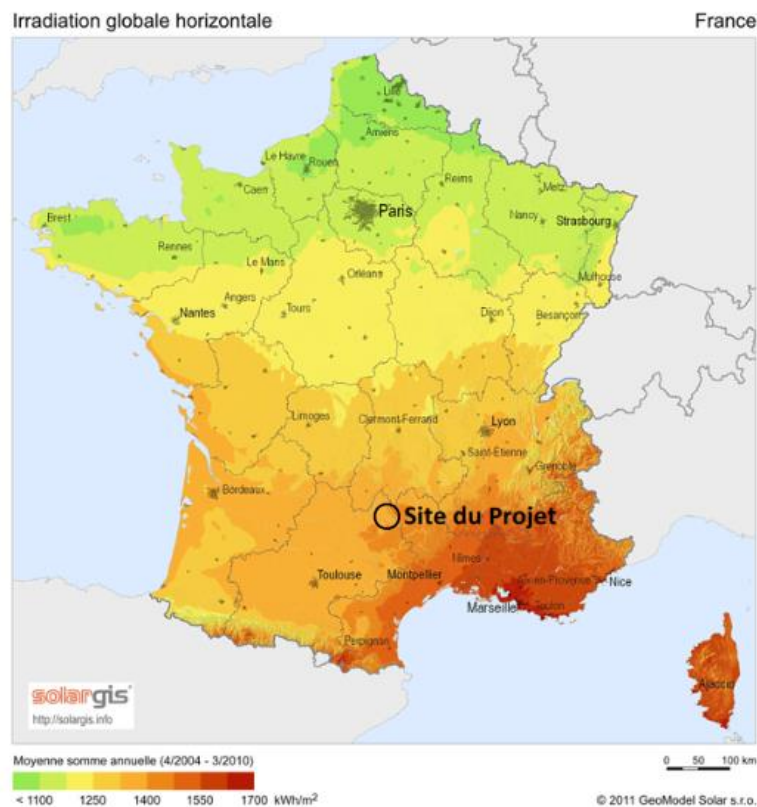 Irradiation globale horizontale France
Lille
Amiens
Le Havre
Rouen
Caen
Reims
Metz
Paris
Nancy
Strasbourg
Brest
Rennes
Le Mans
Mulhouse
Orléans
Angers
Tours
Nantes
Dijon
Besançon
Limoges
Clermont-Ferrand
Lyon
Saint-Étienne
Grenoble
Bordeaux
Site du Projet
Nîmes
Toulouse
Montpellier
Aix-en-Provence
Nice
Marseille
Toulon
Perpignan
Ajaccio
solargis
http://solargis.info
Moyenne somme annuelle (4/2004 - 3/2010)
0 50 100 km
< 1100 1250 1400 1550 1700 kWh/m²
© 2011 GeoModel Solar s.r.o.